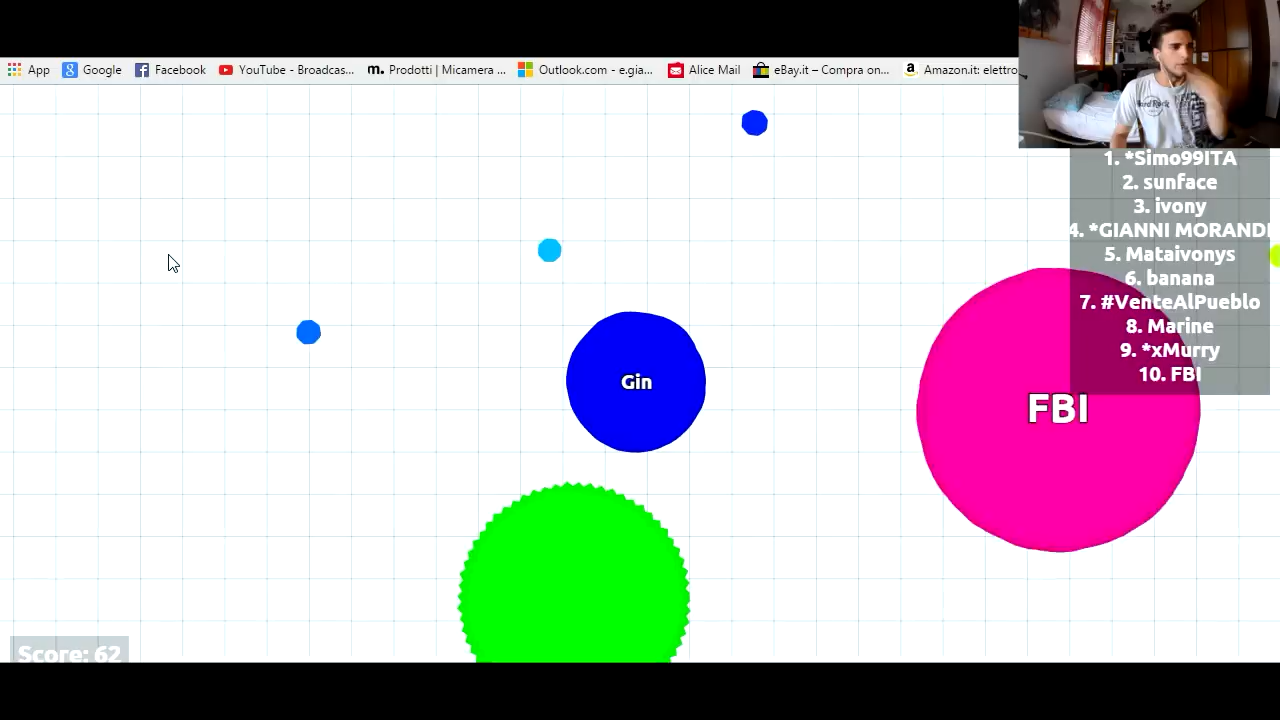 App Google Facebook YouTube - Broadcas... m. Prodotti | Micamera ... Outlook.com - e.gia... Alice Mail eBay.it – Compra on... a Amazon.it: elettro
Hard Rock
1. *Simo99ITA
2. sunface
3. ivony
4. *GIANNI MORANDI
5. Mataivonys
6. banana
7. #VenteAlPueblo
8. Marine
9. *xMurry
10. FBI
Gin
FBI
Score: 62